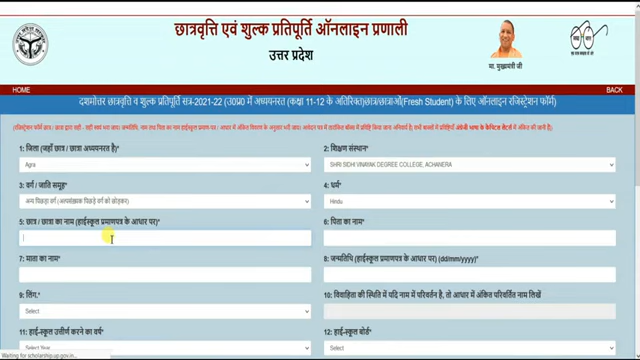 छात्रवृत्ति एवं शुल्क प्रतिपूर्ति ऑनलाइन प्रणाली
उत्तर प्रदेश
मा. मुख्यमंत्री जी
HOME
BACK
दशमोत्तर छात्रवृत्ति व शुल्क प्रतिपूर्ति सत्र-2021-22 (उ0प्र0 में अध्ययनरत (कक्षा 11-12 के अतिरिक्त)छात्र/छात्राओ(Fresh Student) के लिए ऑनलाइन रजिस्ट्रेशन फॉर्म)
1: जिला (जहाँ छात्र / छात्रा अध्ययनरत है)*
2: शिक्षण संस्थान*
Agra
SHRI SIDHI VINAYAK DEGREE COLLEGE, ACHANERA
3: वर्ग / जाति समूह*
4: धर्म*
अन्य पिछड़ा वर्ग (अल्पसंख्यक पिछड़े वर्ग को छोड़कर)
Hindu
5: छात्र / छात्रा का नाम (हाईस्कूल प्रमाणपत्र के आधार पर)*
6: पिता का नाम*
7: माता का नाम*
8: जन्मतिथि (हाईस्कूल प्रमाणपत्र के आधार पर) (dd/mm/yyyy)*
9: लिंग.*
10: विवाहिता की स्थिति में यदि नाम में परिवर्तन है, तो आधार में अंकित परिवर्तित नाम लिखें
Select
11: हाई-स्कूल उत्तीर्ण करने का वर्ष*
12: हाई-स्कूल बोर्ड*
Select Year
Select
Waiting for scholarship.up.gov.in...